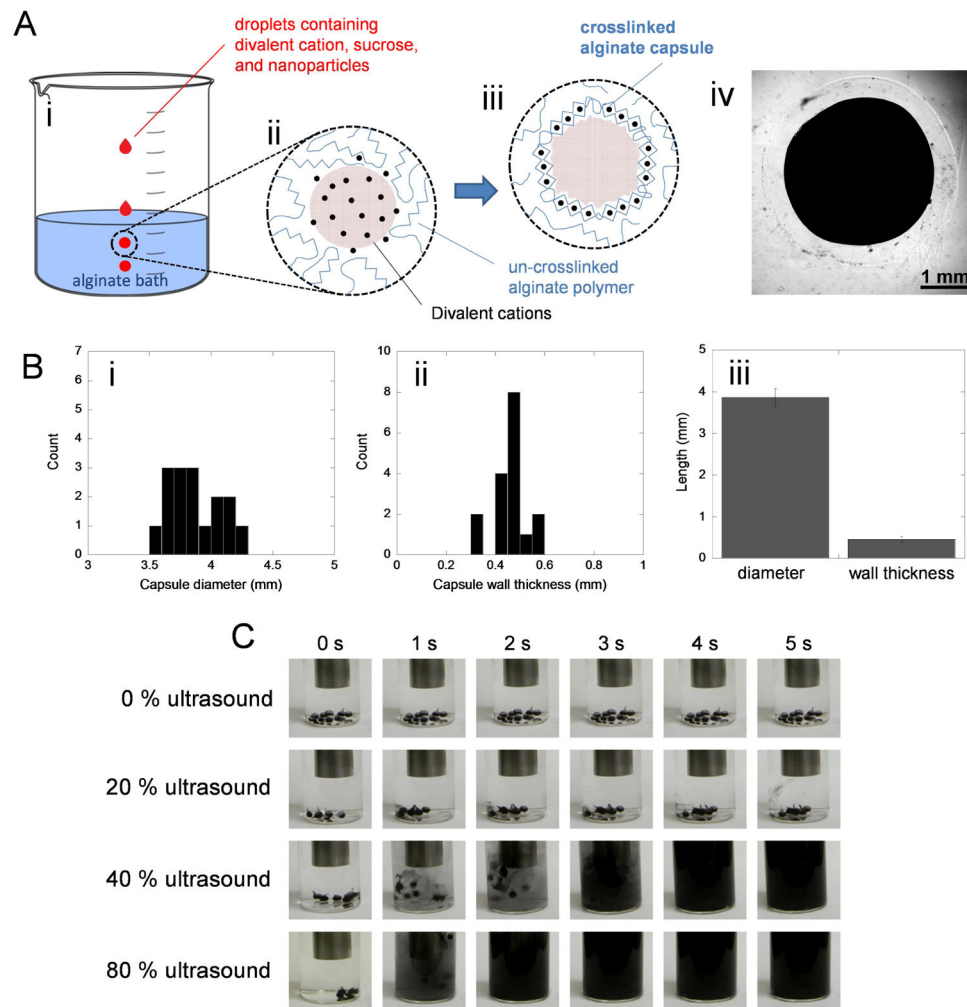 A
droplets containing
divalent cation, sucrose,
and nanoparticles
i
alginate bath
ii
Divalent cations
un-crosslinked
alginate polymer
iii
crosslinked
alginate capsule
iv
1 mm
B
i
Count
7
6
5
4
3
2
1
0
3 3.5 4 4.5 5
Capsule diameter (mm)
ii
Count
10
8
6
4
2
0
0 0.2 0.4 0.6 0.8 1
Capsule wall thickness (mm)
iii
Length (mm)
5
4
3
2
1
0
diameter wall thickness
C
0 s 1 s 2 s 3 s 4 s 5 s
0 % ultrasound
20 % ultrasound
40 % ultrasound
80 % ultrasound